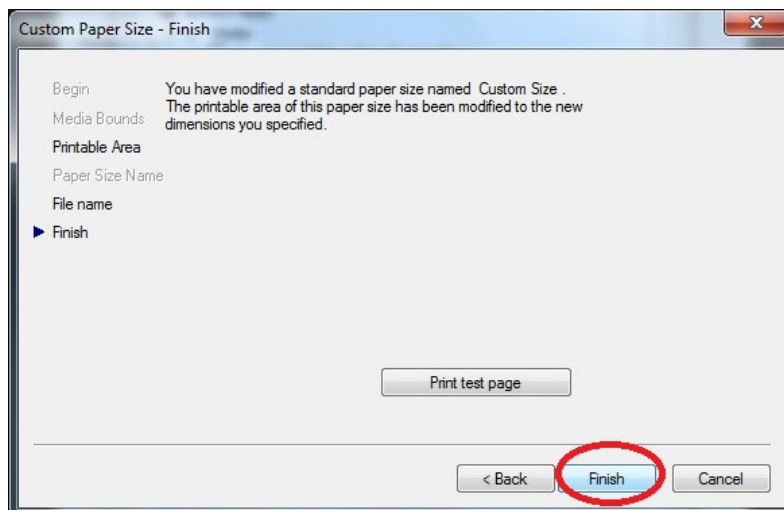 Custom Paper Size - Finish
Begin
Media Bounds
Printable Area
Paper Size Name
File name
Finish
You have modified a standard paper size named Custom Size .
The printable area of this paper size has been modified to the new
dimensions you specified.
Print test page
< Back
Finish
Cancel